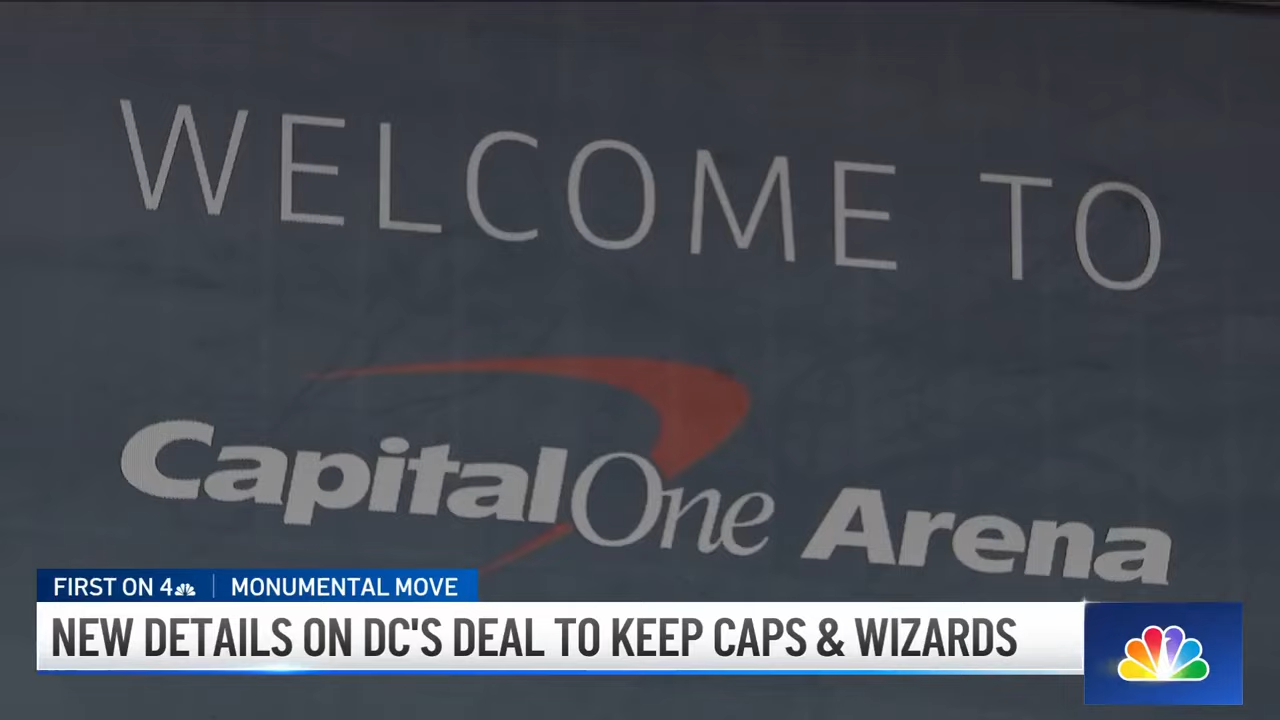 WELCOME TO
CapitalOne Arena
FIRST ON 4 | MONUMENTAL MOVE
NEW DETAILS ON DC'S DEAL TO KEEP CAPS & WIZARDS